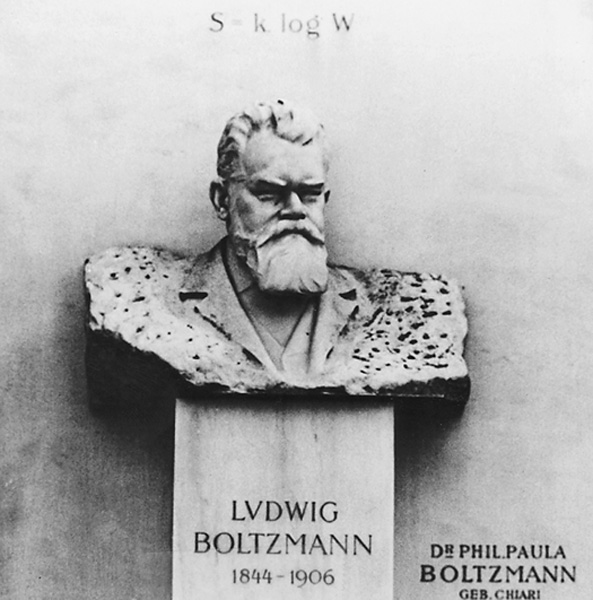 S = k. log W
LVDWIG
BOLTZMANN
1844-1906
DR PHIL.PAULA
BOLTZMANN
GEB. CHIARI